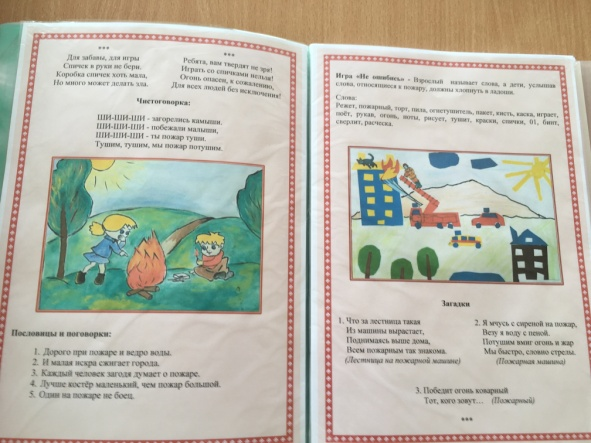 ***
Для забавы, для игры
Спичек в руки не бери.
Коробка спичек хоть мала,
Но много может делать зла.
***
Ребята, вам твердят не зря!
Играть со спичками нельзя!
Огонь опасен, к сожалению,
Для всех людей без исключения!
Чистоговорка:
ШИ-ШИ-ШИ - загорелись камыши.
ШИ-ШИ-ШИ - побежали малыши,
ШИ-ШИ-ШИ - ты пожар туши.
Тушим, тушим, мы пожар потушим.
Пословицы и поговорки:
1. Дорого при пожаре и ведро воды.
2. И малая искра сжигает города.
3. Каждый человек загодя думает о пожаре.
4. Лучше костёр маленький, чем пожар большой.
5. Один на пожаре не боец.
Игра «Не ошибись» - Взрослый называет слова, а дети, услышав
слова, относящиеся к пожару, должны хлопнуть в ладоши.
Слова:
Режет, пожарный, торт, пила, огнетушитель, пакет, кисть, каска, играет,
поёт, рукав, огонь, ноты, рисует, тушит, краски, спички, 01, бинт,
сверлит, расческа.
Загадки
1. Что за лестница такая
Из машины вырастает,
Поднимаясь выше дома,
Всем пожарным так знакома.
(Лестница на пожарной машине)
2. Я мчусь с сиреной на пожар,
Везу я воду с пеной.
Потушим вмиг огонь и жар
Мы быстро, словно стрелы.
(Пожарная машина)
3. Победит огонь коварный
Тот, кого зовут… (Пожарный)
***